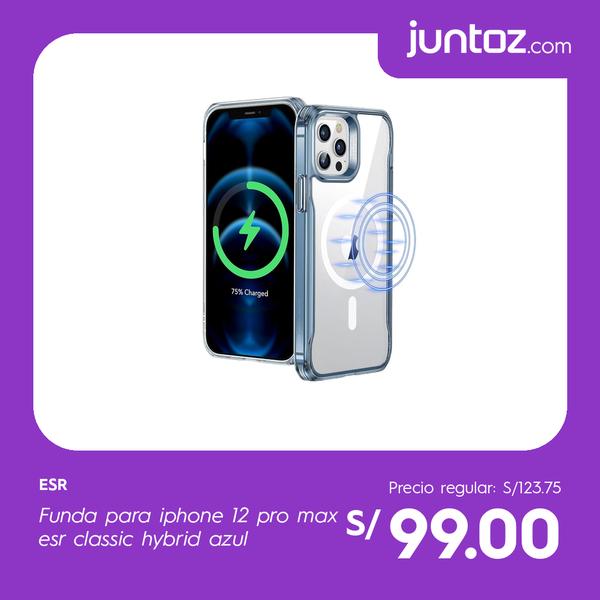 juntoz.com
75% Charged
ESR
Precio regular: S/123.75
Funda para iphone 12 pro max
esr classic hybrid azul
S/99.00